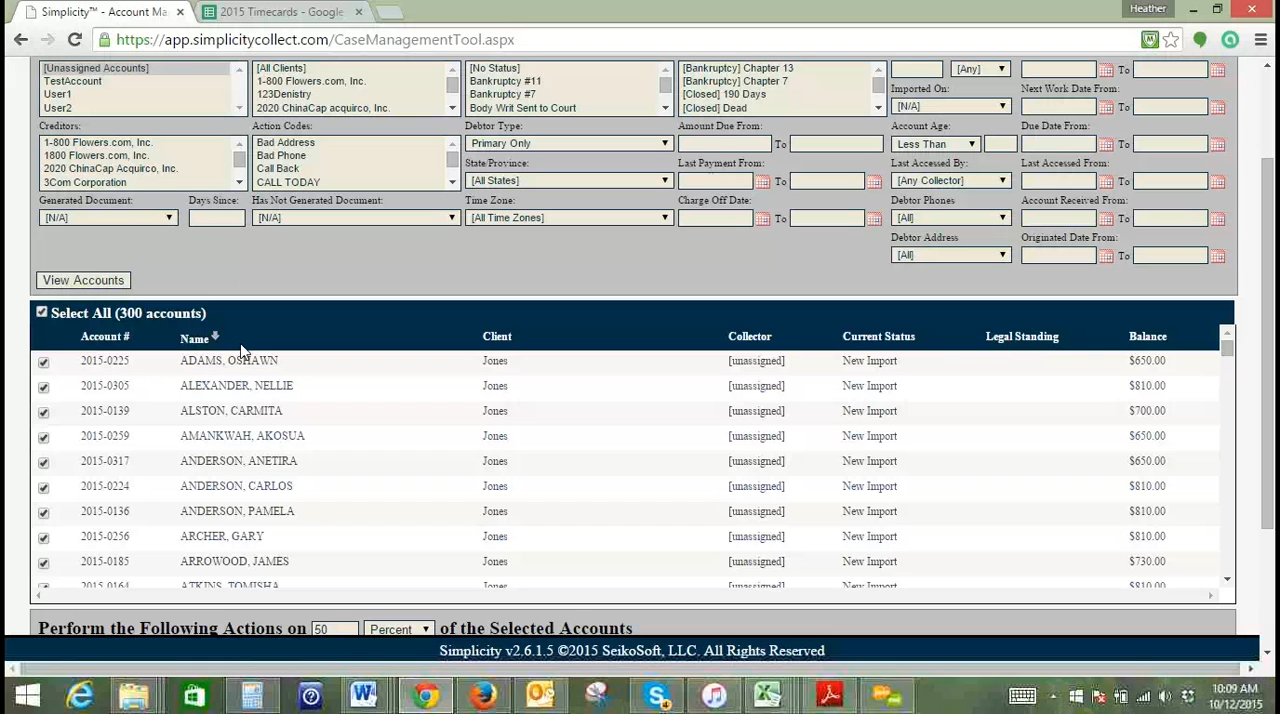 Simplicity™ - Account Ma
2015 Timecards - Google
Heather
https://app.simplicitycollect.com/CaseManagementTool.aspx
[Unassigned Accounts]
TestAccount
User1
User2
[All Clients]
1-800 Flowers.com, Inc.
123Denistry
2020 ChinaCap acquirco, Inc.
[No Status]
Bankruptcy #11
Bankruptcy #7
Body Writ Sent to Court
[Bankruptcy] Chapter 13
[Bankruptcy] Chapter 7
[Closed] 190 Days
[Closed] Dead
[Any]
To
Imported On:
Next Work Date From:
[N/A]
To
Creditors:
Action Codes:
Debtor Type:
Amount Due From:
Account Age:
Due Date From:
1-800 Flowers.com, Inc.
1800 Flowers.com, Inc.
2020 ChinaCap Acquirco, Inc.
3Com Corporation
Bad Address
Bad Phone
Call Back
CALL TODAY
Primary Only
To
Less Than
To
State/Province:
Last Payment From:
Last Accessed By:
Last Accessed From:
[All States]
To
[Any Collector]
To
Generated Document:
Days Since:
Has Not Generated Document:
Time Zone:
Charge Off Date:
Debtor Phones
Account Received From:
[N/A]
[N/A]
[All Time Zones]
To
[All]
To
Debtor Address
Originated Date From:
[All]
To
View Accounts
Select All (300 accounts)
Account # Name Client Collector Current Status Legal Standing Balance
2015-0225 ADAMS, OSHAWN Jones [unassigned] New Import $650.00
2015-0305 ALEXANDER, NELLIE Jones [unassigned] New Import $810.00
2015-0139 ALSTON, CARMITA Jones [unassigned] New Import $700.00
2015-0259 AMANKWAH, AKOSUA Jones [unassigned] New Import $650.00
2015-0317 ANDERSON, ANETIRA Jones [unassigned] New Import $650.00
2015-0224 ANDERSON, CARLOS Jones [unassigned] New Import $810.00
2015-0136 ANDERSON, PAMELA Jones [unassigned] New Import $810.00
2015-0256 ARCHER, GARY Jones [unassigned] New Import $810.00
2015-0185 ARROWOOD, JAMES Jones [unassigned] New Import $730.00
2015-0164 ATKINS, TOMISHA Jones [unassigned] New Import $810.00
Perform the Following Actions on 50 Percent of the Selected Accounts
Simplicity v2.6.1.5 ©2015 SeikoSoft, LLC. All Rights Reserved
10:09 AM
10/12/2015